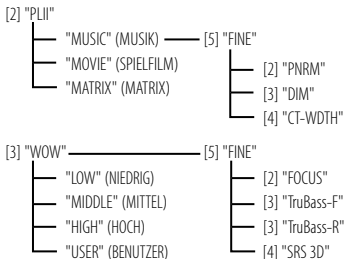 [2] "PLII"
"MUSIC" (MUSIK) [5] "FINE"
"MOVIE" (SPIELFILM) [2] "PNRM"
"MATRIX" (MATRIX) [3] "DIM"
[4] "CT-WDTH"
[3] "WOW" [5] "FINE"
"LOW" (NIEDRIG) [2] "FOCUS"
"MIDDLE" (MITTEL) [3] "TruBass-F"
"HIGH" (HOCH) [3] "TruBass-R"
"USER" (BENUTZER) [4] "SRS 3D"